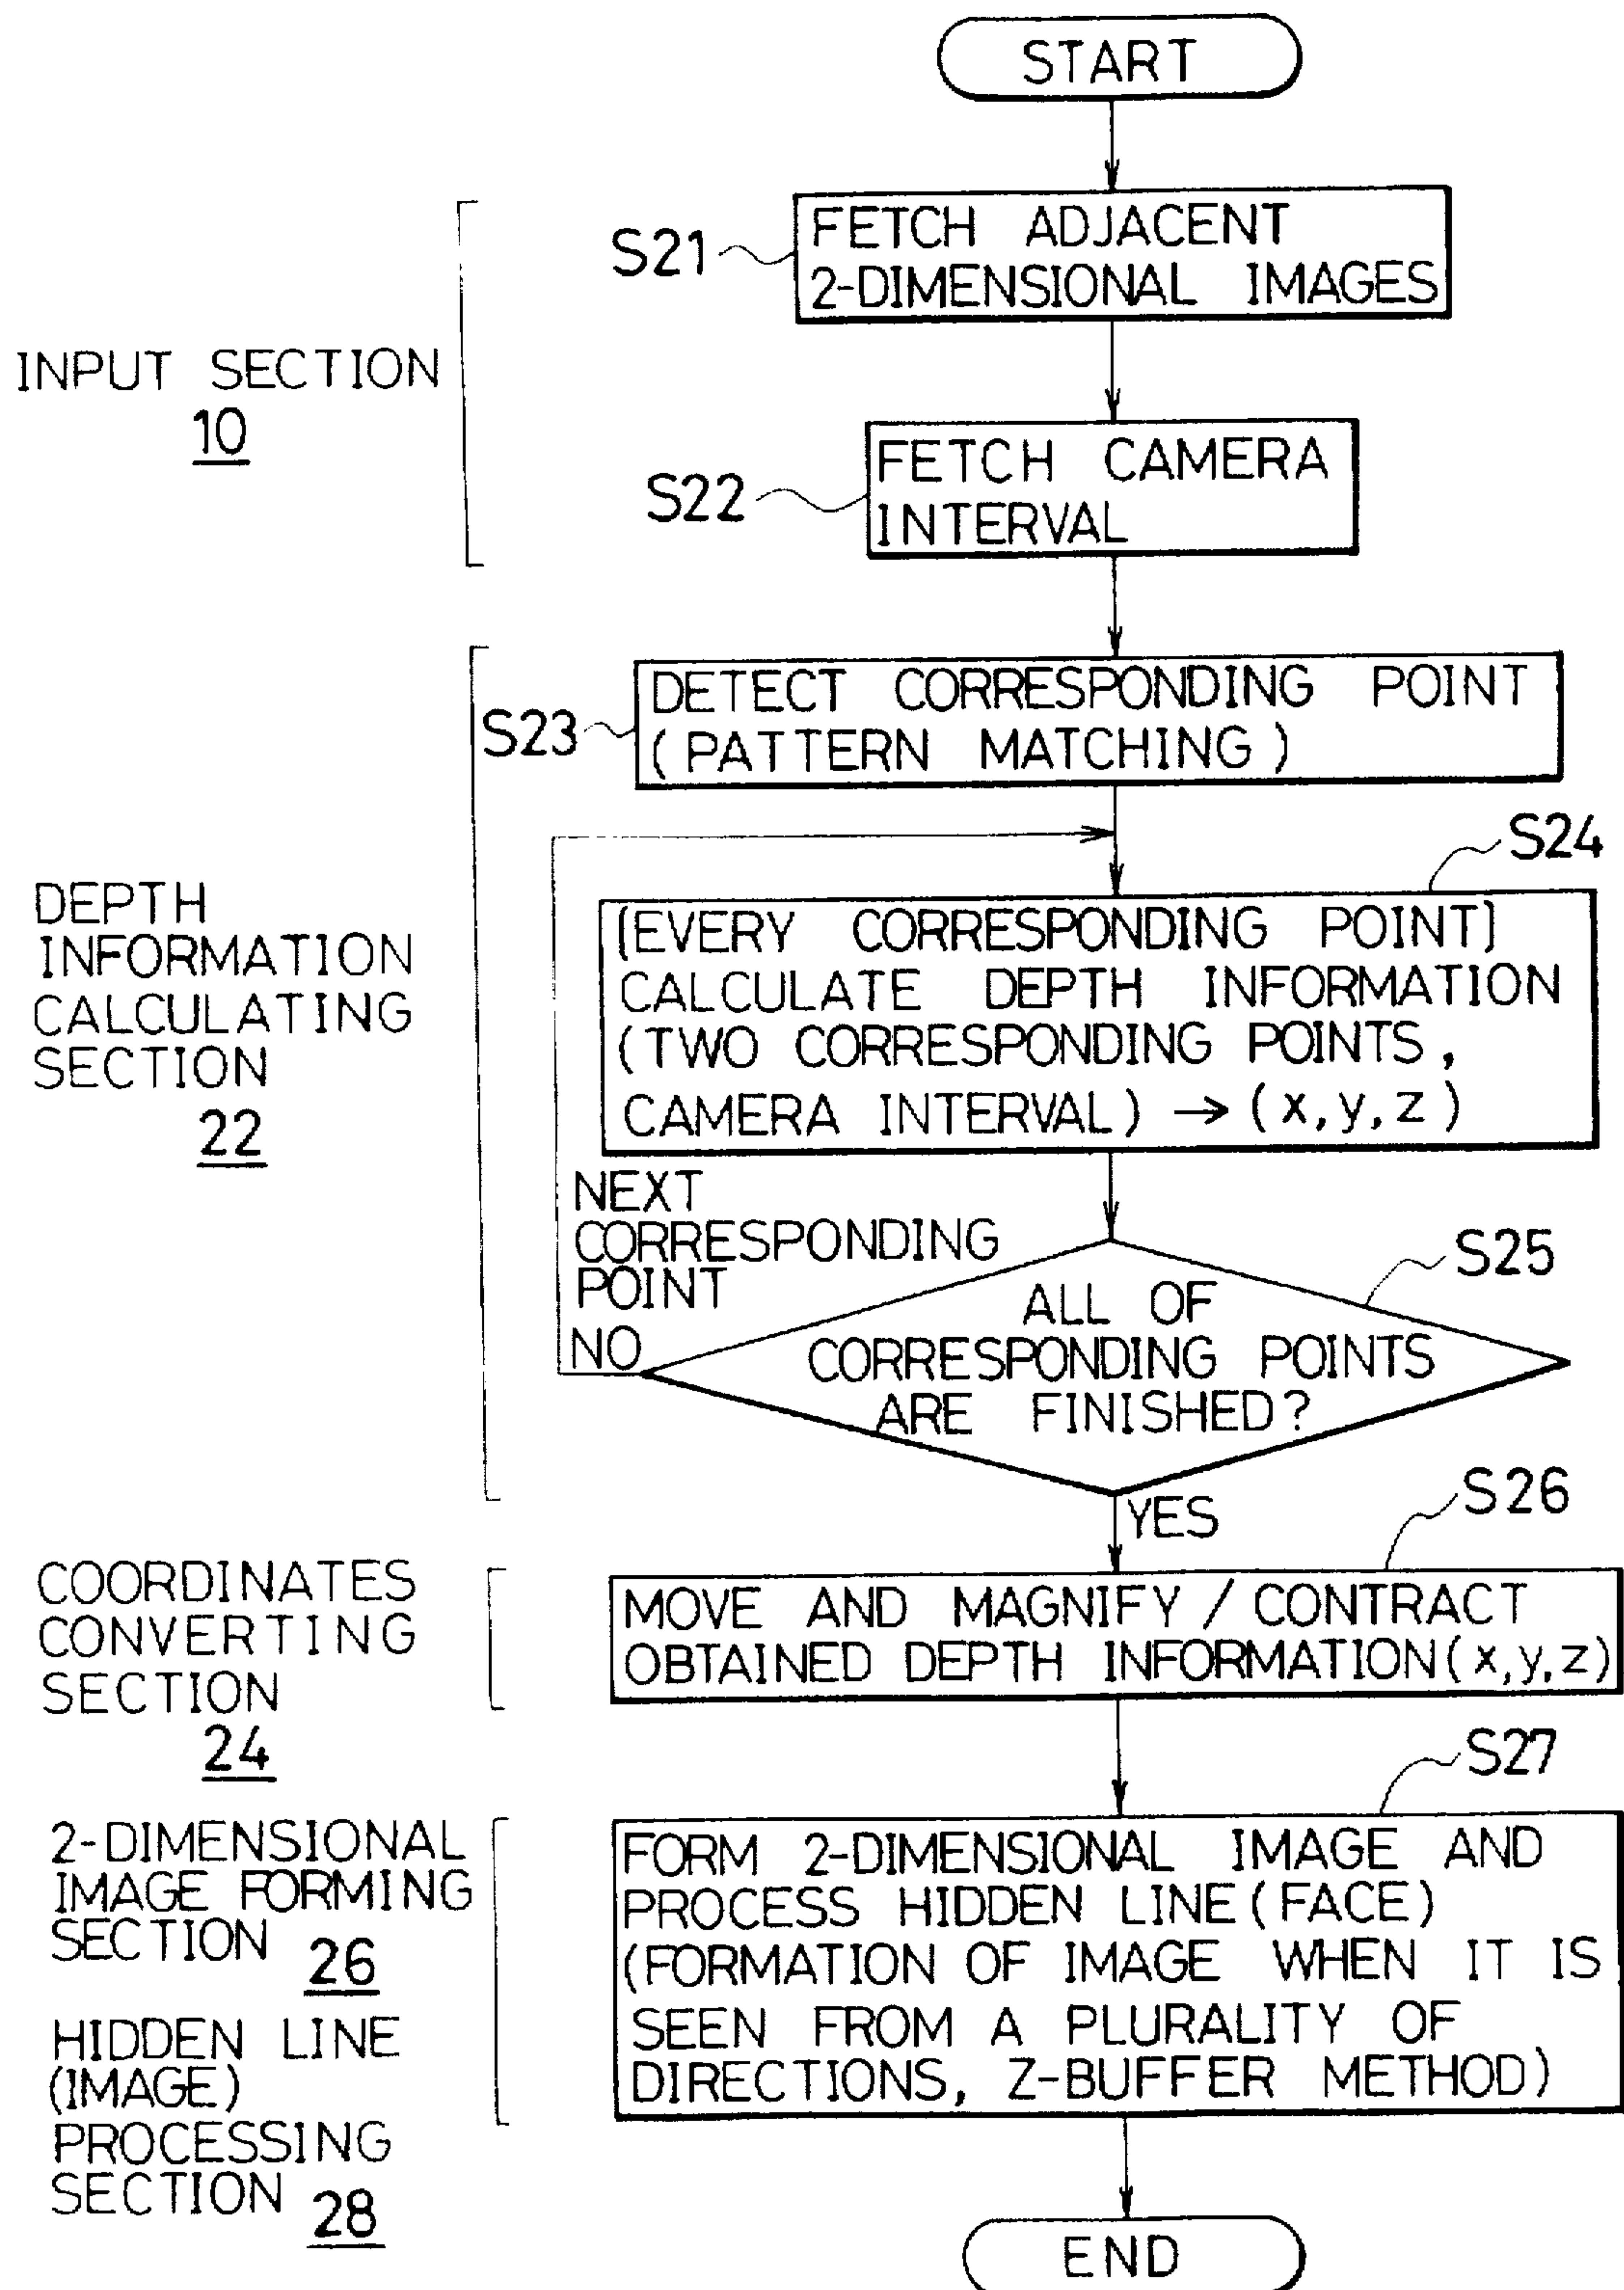 START
S21
FETCH ADJACENT
2-DIMENSIONAL IMAGES
INPUT SECTION
10
S22
FETCH CAMERA
INTERVAL
S23
DETECT CORRESPONDING POINT
(PATTERN MATCHING)
S24
DEPTH
INFORMATION
CALCULATING
SECTION
22
[EVERY CORRESPONDING POINT]
CALCULATE DEPTH INFORMATION
(TWO CORRESPONDING POINTS,
CAMERA INTERVAL) → (x, y, z)
NEXT
CORRESPONDING
POINT
NO
S25
ALL OF
CORRESPONDING POINTS
ARE FINISHED?
YES
S26
COORDINATES
CONVERTING
SECTION
24
MOVE AND MAGNIFY / CONTRACT
OBTAINED DEPTH INFORMATION(x,y,z)
S27
2-DIMENSIONAL
IMAGE FORMING
SECTION 26
HIDDEN LINE
(IMAGE)
PROCESSING
SECTION 28
FORM 2-DIMENSIONAL IMAGE AND
PROCESS HIDDEN LINE(FACE)
(FORMATION OF IMAGE WHEN IT IS
SEEN FROM A PLURALITY OF
DIRECTIONS, Z-BUFFER METHOD)
END